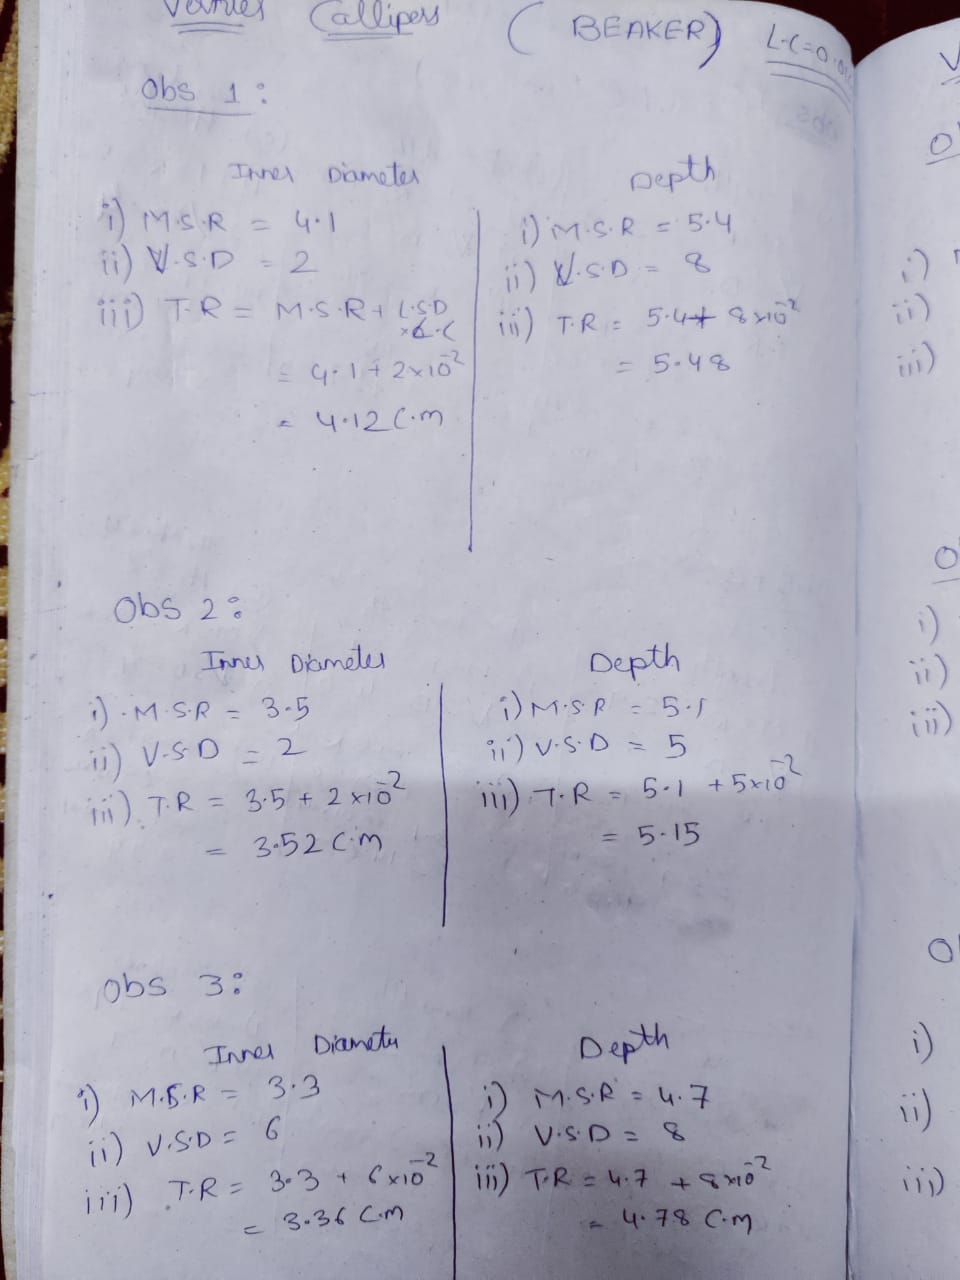 Vernier Callipers (BEAKER) L.C=0.01
Obs 1:
Inner Diameter
i) M.S.R = 4.1
ii) V.S.D = 2
iii) T.R = M.S.R + L.S.D
× L.C
= 4.1 + 2×10⁻²
= 4.12 C.m
Depth
i) M.S.R = 5.4
ii) V.S.D = 8
iii) T.R = 5.4 + 8×10⁻²
= 5.48
Obs 2:
Inner Diameter
i) M.S.R = 3.5
ii) V.S.D = 2
iii) T.R = 3.5 + 2×10⁻²
= 3.52 C.m
Depth
i) M.S.R = 5.1
ii) V.S.D = 5
iii) T.R = 5.1 + 5×10⁻²
= 5.15
Obs 3:
Inner Diameter
i) M.S.R = 3.3
ii) V.S.D = 6
iii) T.R = 3.3 + 6×10⁻²
= 3.36 C.m
Depth
i) M.S.R = 4.7
ii) V.S.D = 8
iii) T.R = 4.7 + 8×10⁻²
= 4.78 C.m
i)
ii)
iii)
i)
ii)
iii)
i)
ii)
iii)